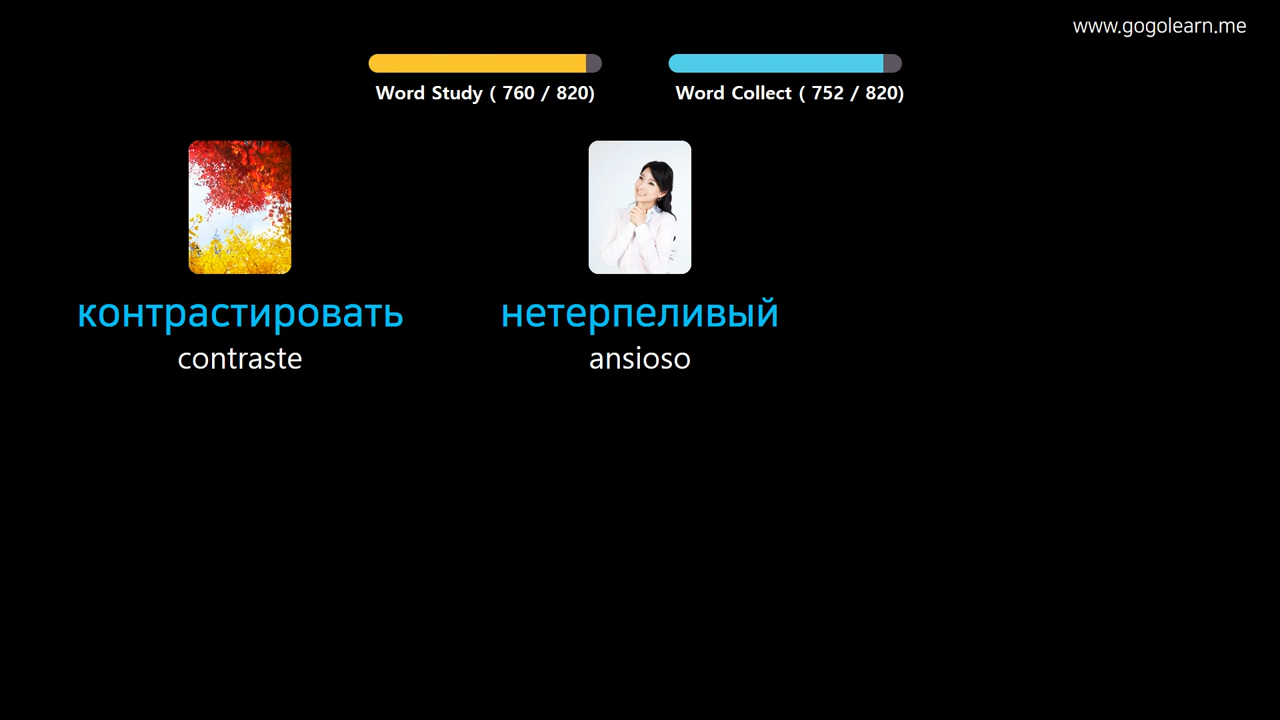 www.gogolearn.me
Word Study ( 760 / 820)
Word Collect ( 752 / 820)
контрастировать
contraste
нетерпеливый
ansioso